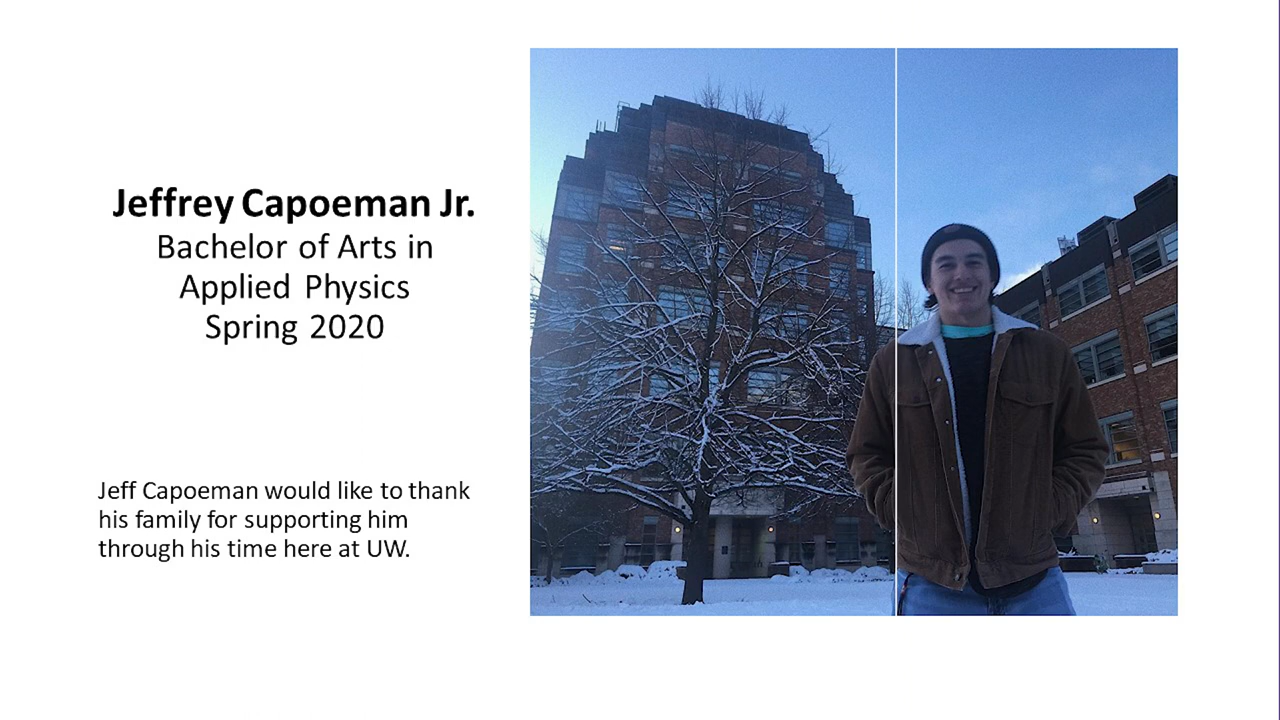 Jeffrey Capoeman Jr.
Bachelor of Arts in
Applied Physics
Spring 2020
Jeff Capoeman would like to thank
his family for supporting him
through his time here at UW.